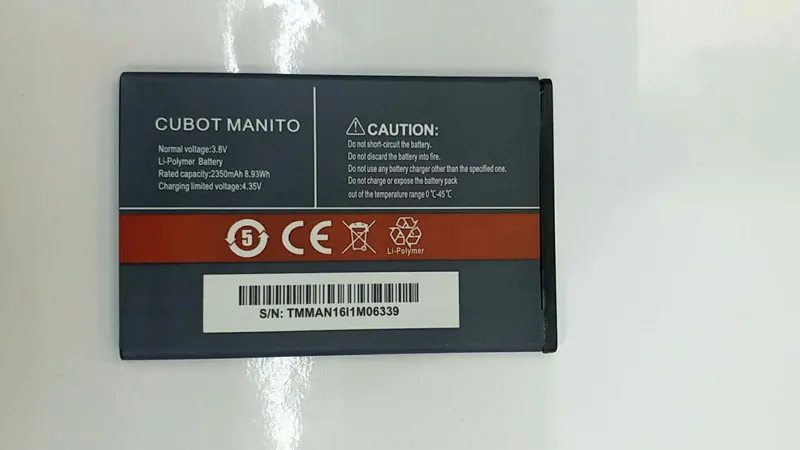 CUBOT MANITO
Normal voltage:3.8V
Li-Polymer Battery
Rated capacity:2350mAh 8.93Wh
Charging limited voltage:4.35V
CAUTION:
Do not short-circuit the battery.
Do not discard the battery into fire.
Do not use any battery charger other than the specified one.
Do not charge or expose the battery pack
out of the temperature range 0℃-45℃
5
CE
Li-Polymer
S/N: TMMAN16I1M06339